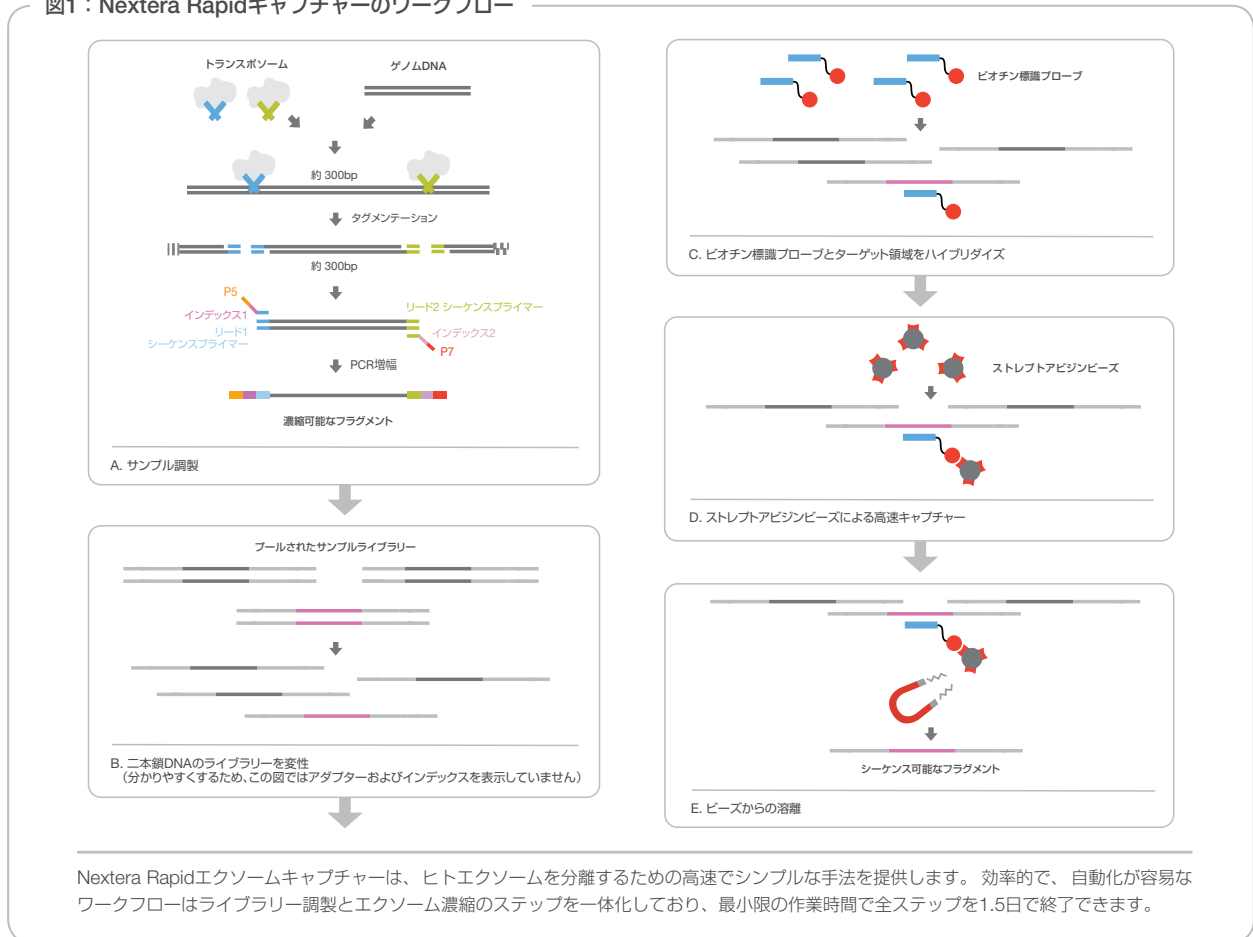 図1：Nextera Rapidキャプチャーのワークフロー
トランスポソーム
ゲノムDNA
約 300bp
タグメンテーション
約 300bp
P5
インデックス1
リード1
シーケンスプライマー
リード2 シーケンスプライマー
インデックス2
P7
PCR増幅
濃縮可能なフラグメント
A. サンプル調製
プールされたサンプルライブラリー
B. 二本鎖DNAのライブラリーを変性
（分かりやすくするため、この図ではアダプターおよびインデックスを表示していません）
ビオチン標識プローブ
C. ビオチン標識プローブとターゲット領域をハイブリダイズ
ストレプトアビジンビーズ
D. ストレプトアビジンビーズによる高速キャプチャー
シーケンス可能なフラグメント
E. ビーズからの溶離
Nextera Rapidエクソームキャプチャーは、ヒトエクソームを分離するための高速でシンプルな手法を提供します。 効率的で、自動化が容易な
ワークフローはライブラリー調製とエクソーム濃縮のステップを一体化しており、最小限の作業時間で全ステップを1.5日で終了できます。